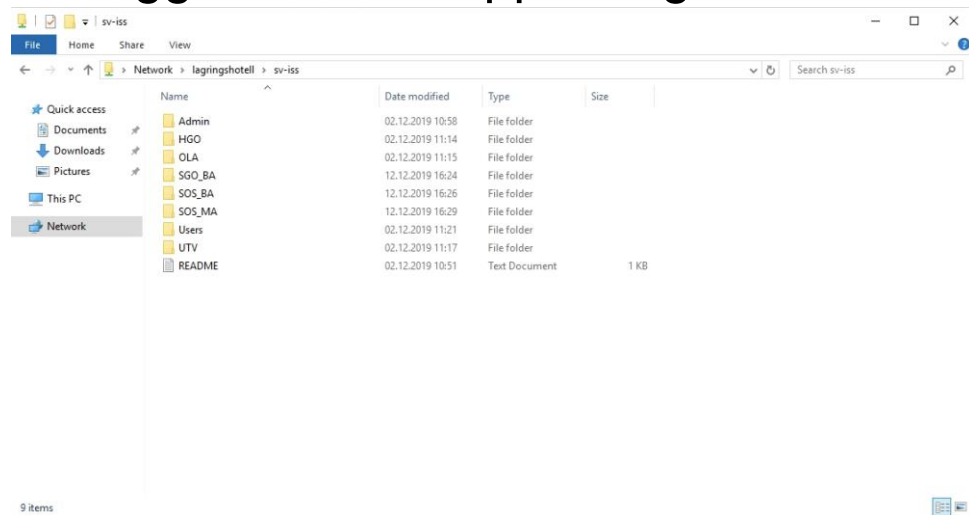 sv-iss
File Home Share View
Network > lagringshotell > sv-iss
Search sv-iss
Name Date modified Type Size
Quick access
Documents
Downloads
Pictures
This PC
Network
Admin 02.12.2019 10:58 File folder
HGO 02.12.2019 11:14 File folder
OLA 02.12.2019 11:15 File folder
SGO_BA 12.12.2019 16:24 File folder
SOS_BA 12.12.2019 16:26 File folder
SOS_MA 12.12.2019 16:29 File folder
Users 02.12.2019 11:21 File folder
UTV 02.12.2019 11:17 File folder
README 02.12.2019 10:51 Text Document 1 KB
9 items